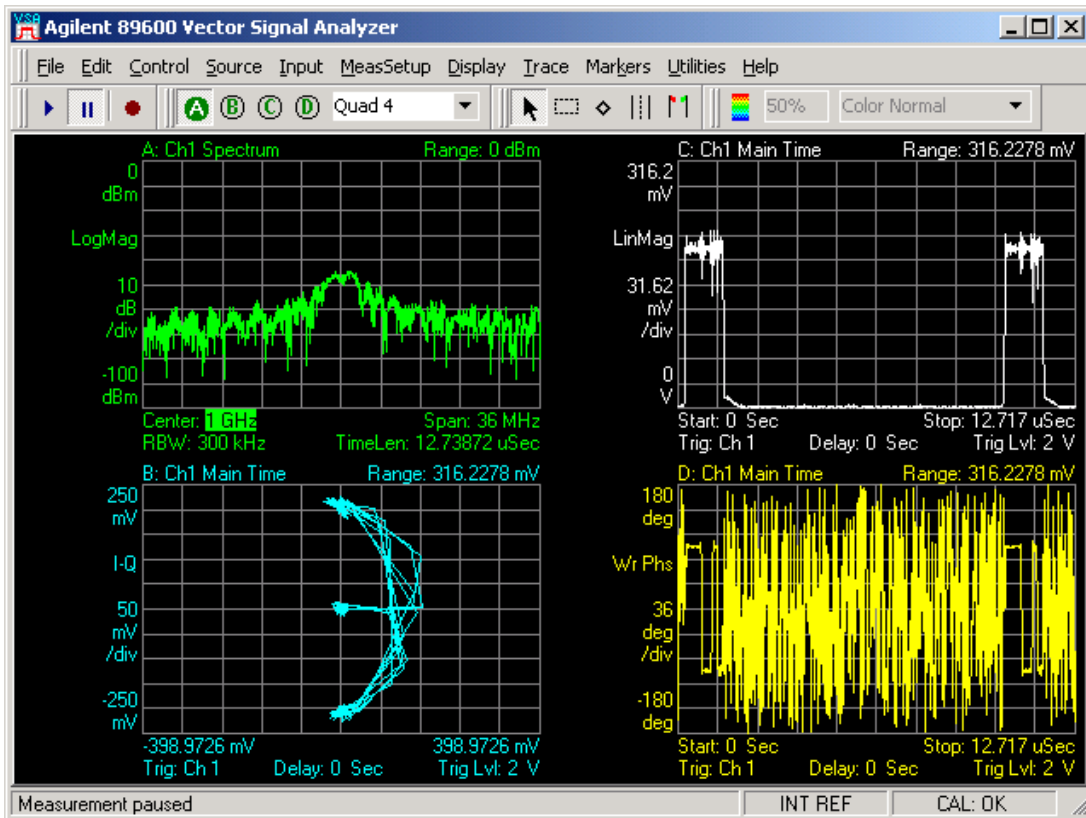 VSA Agilent 89600 Vector Signal Analyzer
File Edit Control Source Input MeasSetup Display Trace Markers Utilities Help
A B C D Quad 4 50% Color Normal
A: Ch1 Spectrum Range: 0 dBm
0
dBm
LogMag
10
dB
/div
-100
dBm
Center: 1 GHz Span: 36 MHz
RBW: 300 kHz TimeLen: 12.73872 uSec
C: Ch1 Main Time Range: 316.2278 mV
316.2
mV
LinMag
31.62
mV
/div
0
V
Start: 0 Sec Stop: 12.717 uSec
Trig: Ch 1 Delay: 0 Sec Trig Lvl: 2 V
B: Ch1 Main Time Range: 316.2278 mV
250
mV
I-Q
50
mV
/div
-250
mV
-398.9726 mV 398.9726 mV
Trig: Ch 1 Delay: 0 Sec Trig Lvl: 2 V
D: Ch1 Main Time Range: 316.2278 mV
180
deg
Wr Phs
36
deg
/div
-180
deg
Start: 0 Sec Stop: 12.717 uSec
Trig: Ch 1 Delay: 0 Sec Trig Lvl: 2 V
Measurement paused INT REF CAL: OK